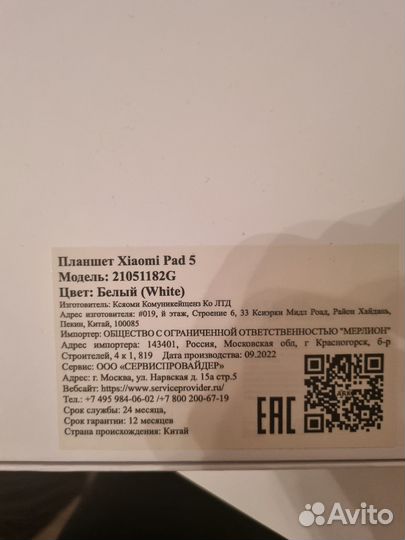 Планшет Xiaomi Pad 5
Модель: 21051182G
Цвет: Белый (White)
Изготовитель: Ксяоми Комуникейшенз Ко ЛТД
Адрес изготовителя: #019, й этаж, Строение 6, 33 Ксиэрки Мидл Роад, Район Хайдань,
Пекин, Китай, 100085
Импортер: ОБЩЕСТВО С ОГРАНИЧЕННОЙ ОТВЕТСТВЕННОСТЬЮ "МЕРЛИОН"
Адрес импортера: 143401, Россия, Московская обл, г Красногорск, б-р
Строителей, 4 к 1, 819 Дата производства: 09.2022
Сервис: ООО «СЕРВИСПРОВАЙДЕР»
Адрес: г. Москва, ул. Нарвская д. 15а стр.5
Вебсайт: https://www.serviceprovider.ru/
Тел.: +7 495 984-06-02 /+7 800 200-67-19
Срок службы: 24 месяца,
Срок гарантии: 12 месяцев
Страна происхождения: Китай
EAC
Avito